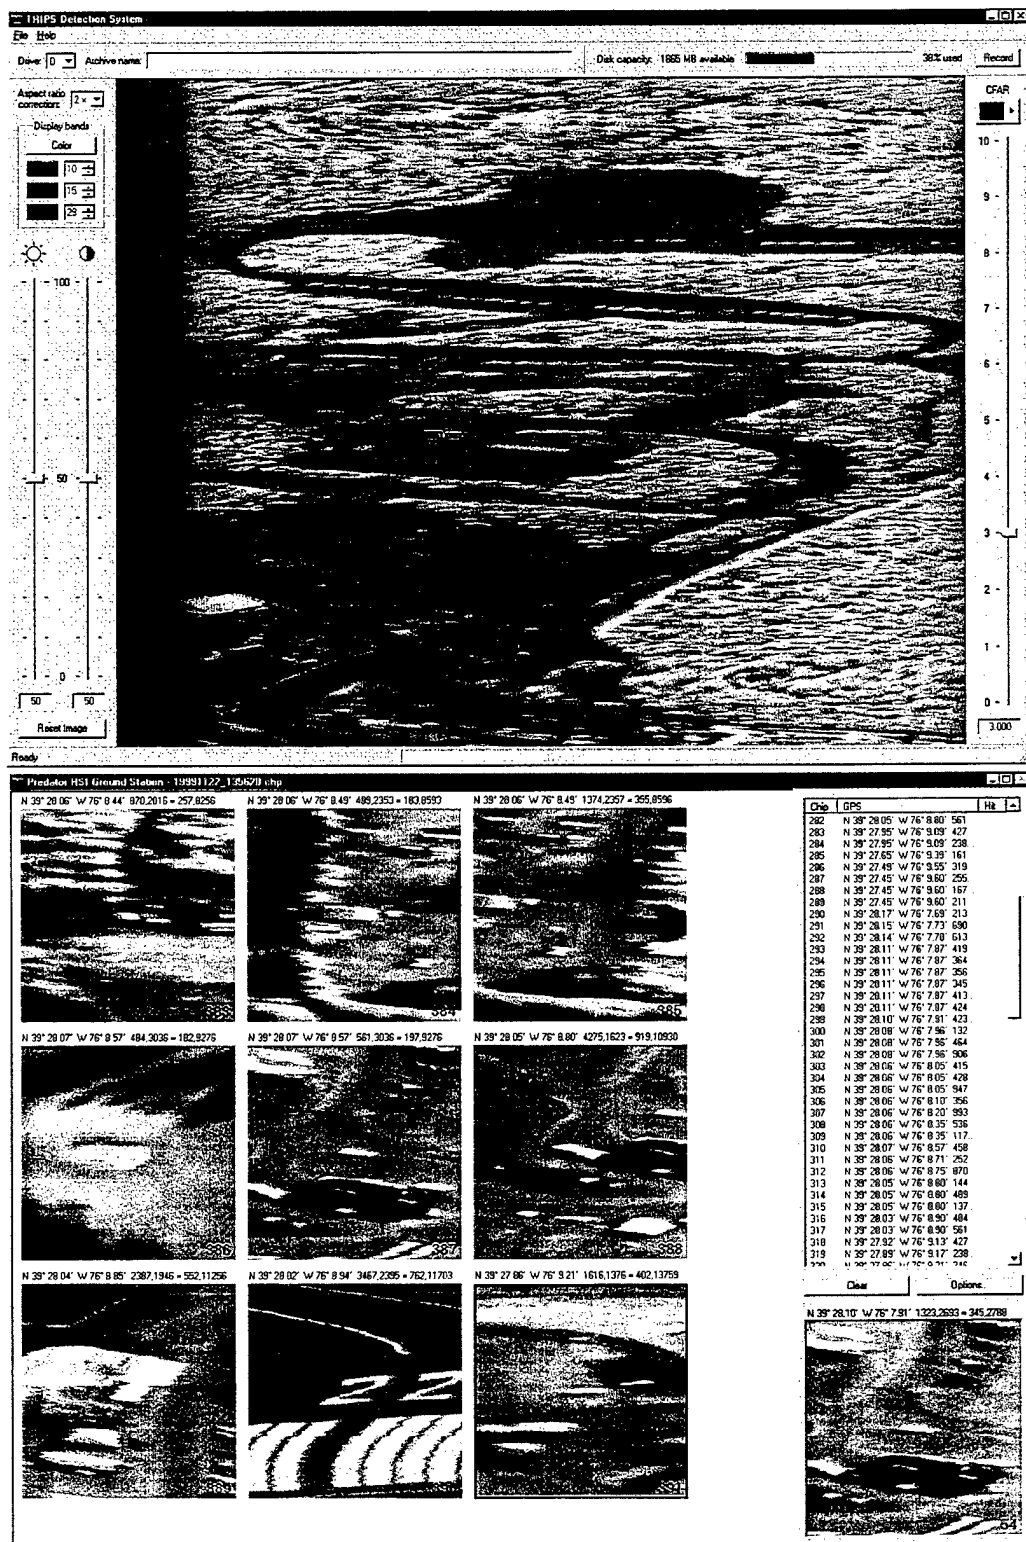 THIPS Detection System
File Help
Drive: 0 Archive name: Disk capacity: 1865 MB available 38% used Record
Aspect ratio correction: 2×
Display bands
Color
10
15
29
100
50
0
50 50
Reset Image
CFAR
10
9
8
7
6
5
4
3
2
1
0
3.000
Ready
Predator HSI Ground Station - 19991122_135620.chp
N 39° 28.06' W 76° 8.44' 870,2016 = 257,8256
N 39° 28.06' W 76° 8.49' 489,2353 = 183,8593
N 39° 28.06' W 76° 8.49' 1374,2357 = 355,8596
N 39° 28.07' W 76° 8.57' 484,3036 = 182,9276
N 39° 28.07' W 76° 8.57' 561,3036 = 197,9276
N 39° 28.05' W 76° 8.80' 4275,1623 = 919,10930
387
N 39° 28.04' W 76° 8.85' 2387,1946 = 552,11256
N 39° 28.02' W 76° 8.94' 3467,2395 = 762,11703
N 39° 27.86' W 76° 9.21' 1616,1376 = 402,13759
Chip GPS Hit
282 N 39° 28.05' W 76° 8.80' 561
283 N 39° 27.95' W 76° 9.09' 427
284 N 39° 27.95' W 76° 9.09' 238
285 N 39° 27.65' W 76° 9.39' 161
286 N 39° 27.49' W 76° 9.55' 319
287 N 39° 27.45' W 76° 9.60' 255
288 N 39° 27.45' W 76° 9.60' 167
289 N 39° 27.45' W 76° 9.60' 211
290 N 39° 28.17' W 76° 7.69' 213
291 N 39° 28.15' W 76° 7.73' 690
292 N 39° 28.14' W 76° 7.78' 613
293 N 39° 28.11' W 76° 7.87' 419
294 N 39° 28.11' W 76° 7.87' 364
295 N 39° 28.11' W 76° 7.87' 356
296 N 39° 28.11' W 76° 7.87' 345
297 N 39° 28.11' W 76° 7.87' 413
298 N 39° 28.11' W 76° 7.87' 424
299 N 39° 28.10' W 76° 7.91' 423
300 N 39° 28.08' W 76° 7.96' 132
301 N 39° 28.08' W 76° 7.96' 464
302 N 39° 28.08' W 76° 7.96' 906
303 N 39° 28.06' W 76° 8.05' 415
304 N 39° 28.06' W 76° 8.05' 428
305 N 39° 28.06' W 76° 8.05' 947
306 N 39° 28.06' W 76° 8.10' 356
307 N 39° 28.06' W 76° 8.20' 993
308 N 39° 28.06' W 76° 8.35' 536
309 N 39° 28.06' W 76° 8.35' 117
310 N 39° 28.07' W 76° 8.57' 458
311 N 39° 28.06' W 76° 8.71' 252
312 N 39° 28.06' W 76° 8.75' 870
313 N 39° 28.05' W 76° 8.80' 144
314 N 39° 28.05' W 76° 8.80' 489
315 N 39° 28.05' W 76° 8.80' 137
316 N 39° 28.03' W 76° 8.90' 484
317 N 39° 28.03' W 76° 8.90' 561
318 N 39° 27.92' W 76° 9.13' 427
319 N 39° 27.89' W 76° 9.17' 238
Clear Options...
N 39° 28.10' W 76° 7.91' 1323,2693 = 345,2788